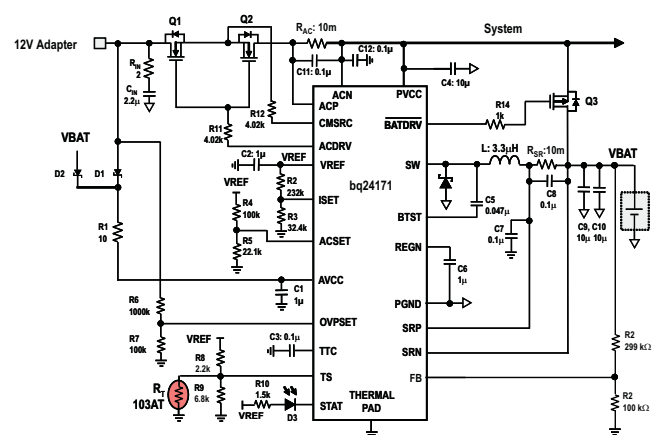 Q1
Q2
12V Adapter
R_AC: 10m
System
R_IN
2
C_IN
2.2μ
C12: 0.1μ
C11: 0.1μ
C4: 10μ
R12
4.02k
R11
4.02k
ACN
PVCC
ACP
CMSRC
ACDRV
BATDRV
R14
1k
Q3
VBAT
D2
D1
C2: 1μ
VREF
R2
232k
R3
32.4k
VREF
R4
100k
R5
22.1k
VREF
ISET
ACSET
bq24171
SW
L: 3.3μH
R_SR:10m
VBAT
C5
0.047μ
C8
0.1μ
C7
0.1μ
C9, C10
10μ 10μ
BTST
REGN
C6
1μ
R1
10
AVCC
C1
1μ
PGND
R6
1000k
OVPSET
SRP
R7
100k
C3: 0.1μ
TTC
SRN
R2
299 kΩ
VREF
R8
2.2k
TS
FB
R_T
103AT
R9
6.8k
R10
1.5k
VREF
D3
STAT
THERMAL
PAD
R2
100 kΩ